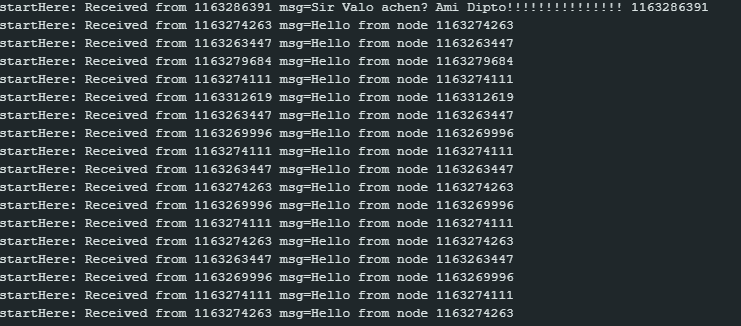 startHere: Received from 1163286391 msg=Sir Valo achen? Ami Dipto!!!!!!!!!!!!!!! 1163286391
startHere: Received from 1163274263 msg=Hello from node 1163274263
startHere: Received from 1163263447 msg=Hello from node 1163263447
startHere: Received from 1163279684 msg=Hello from node 1163279684
startHere: Received from 1163274111 msg=Hello from node 1163274111
startHere: Received from 1163312619 msg=Hello from node 1163312619
startHere: Received from 1163263447 msg=Hello from node 1163263447
startHere: Received from 1163269996 msg=Hello from node 1163269996
startHere: Received from 1163274111 msg=Hello from node 1163274111
startHere: Received from 1163263447 msg=Hello from node 1163263447
startHere: Received from 1163274263 msg=Hello from node 1163274263
startHere: Received from 1163269996 msg=Hello from node 1163269996
startHere: Received from 1163274111 msg=Hello from node 1163274111
startHere: Received from 1163274263 msg=Hello from node 1163274263
startHere: Received from 1163263447 msg=Hello from node 1163263447
startHere: Received from 1163269996 msg=Hello from node 1163269996
startHere: Received from 1163274111 msg=Hello from node 1163274111
startHere: Received from 1163274263 msg=Hello from node 1163274263